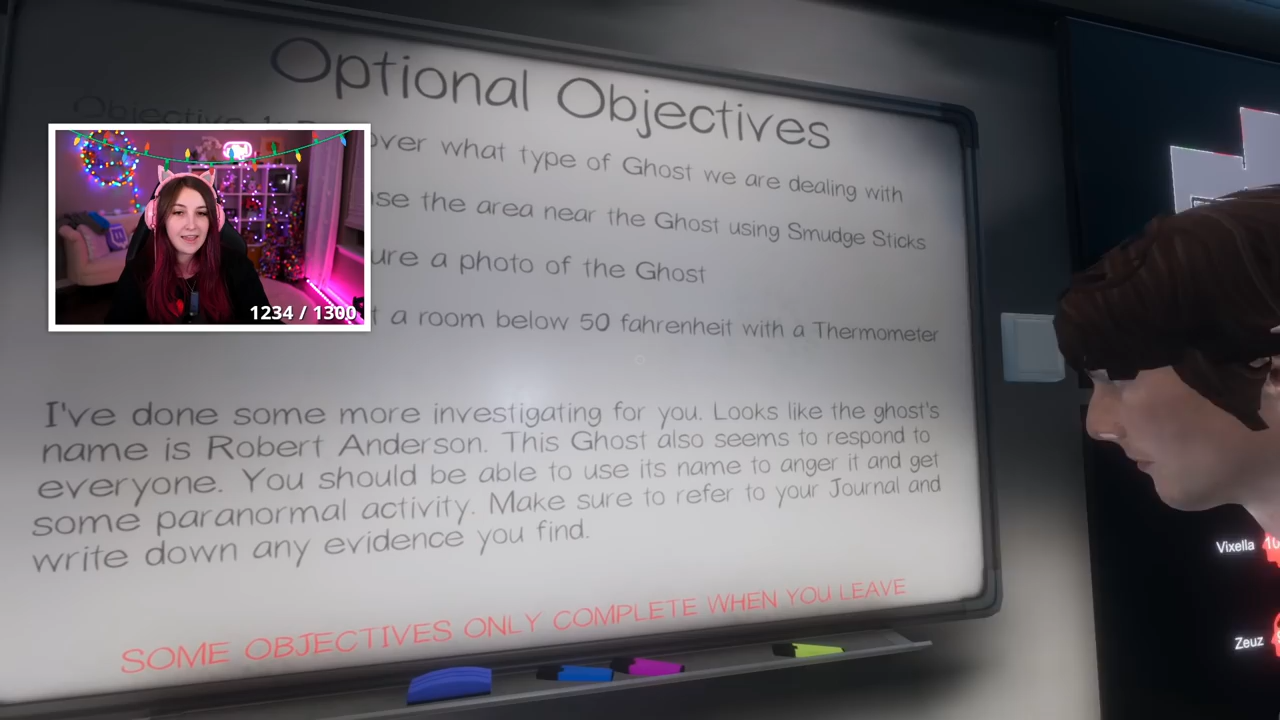 Optional Objectives
Objective 1:
over what type of Ghost we are dealing with
the area near the Ghost using Smudge Sticks
a photo of the Ghost
a room below 50 fahrenheit with a Thermometer
1234 / 1300
I've done some more investigating for you. Looks like the ghost's
name is Robert Anderson. This Ghost also seems to respond to
everyone. You should be able to use its name to anger it and get
some paranormal activity. Make sure to refer to your Journal and
write down any evidence you find.
SOME OBJECTIVES ONLY COMPLETE WHEN YOU LEAVE
Vixella
Zeuz